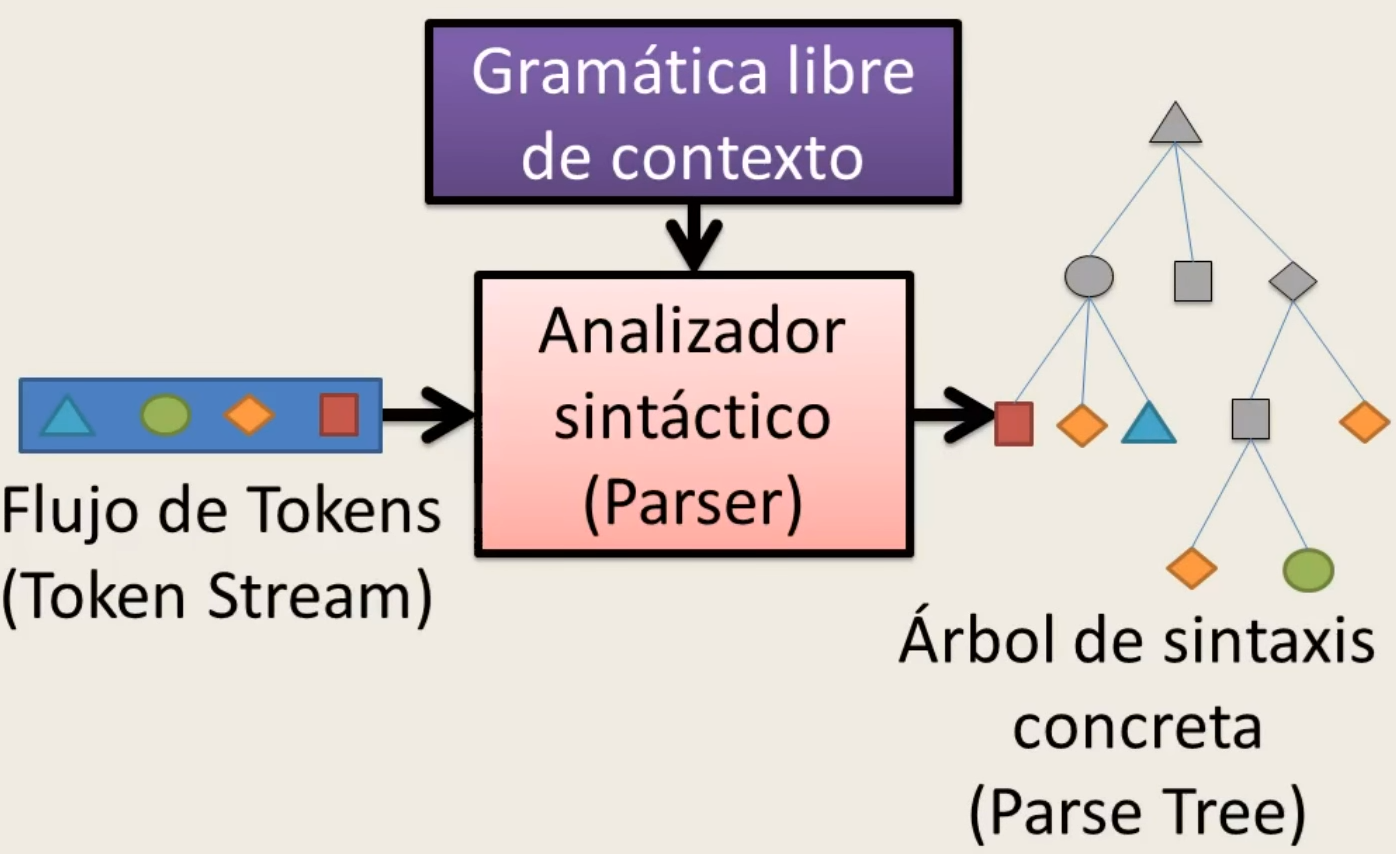 Gramática libre
de contexto
Analizador
sintáctico
(Parser)
Flujo de Tokens
(Token Stream)
Árbol de sintaxis
concreta
(Parse Tree)